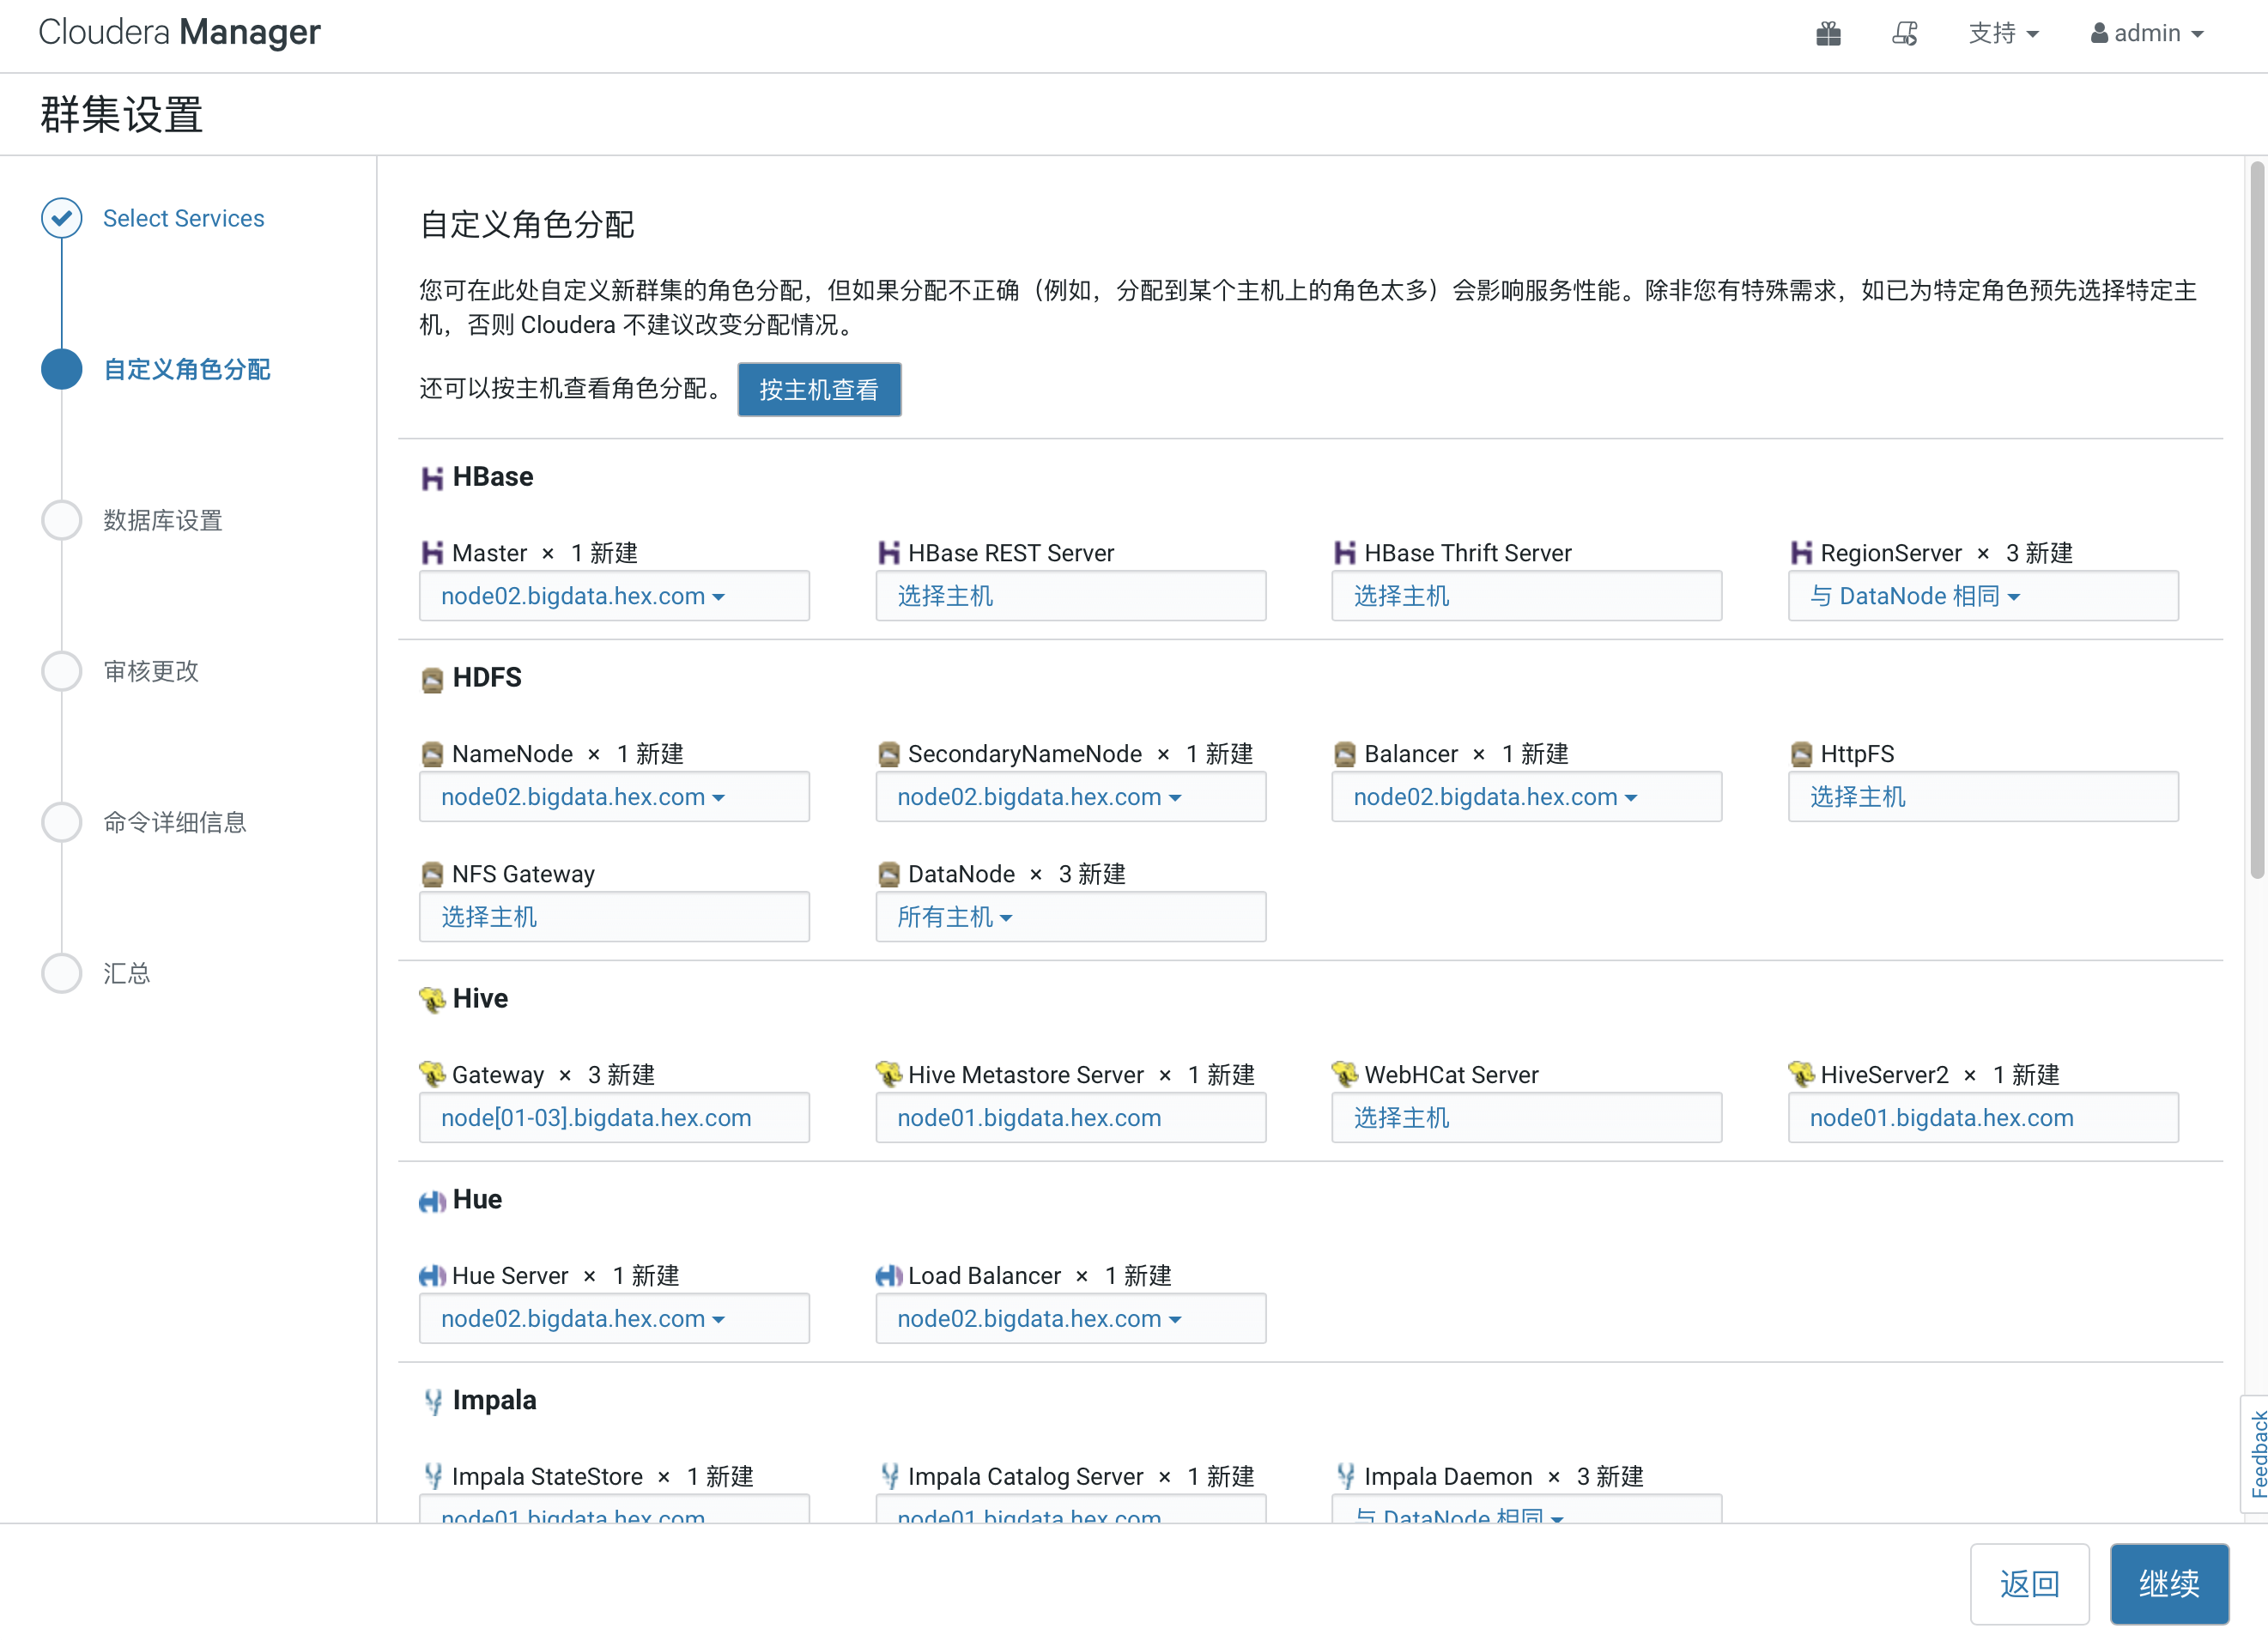 Cloudera Manager
支持
admin
群集设置
Select Services
自定义角色分配
数据库设置
审核更改
命令详细信息
汇总
自定义角色分配
您可在此处自定义新群集的角色分配，但如果分配不正确（例如，分配到某个主机上的角色太多）会影响服务性能。除非您有特殊需求，如已为特定角色预先选择特定主
机，否则 Cloudera 不建议改变分配情况。
还可以按主机查看角色分配。 按主机查看
HBase
Master × 1 新建
node02.bigdata.hex.com
HBase REST Server
选择主机
HBase Thrift Server
选择主机
RegionServer × 3 新建
与 DataNode 相同
HDFS
NameNode × 1 新建
node02.bigdata.hex.com
SecondaryNameNode × 1 新建
node02.bigdata.hex.com
Balancer × 1 新建
node02.bigdata.hex.com
HttpFS
选择主机
NFS Gateway
选择主机
DataNode × 3 新建
所有主机
Hive
Gateway × 3 新建
node[01-03].bigdata.hex.com
Hive Metastore Server × 1 新建
node01.bigdata.hex.com
WebHCat Server
选择主机
HiveServer2 × 1 新建
node01.bigdata.hex.com
Hue
Hue Server × 1 新建
node02.bigdata.hex.com
Load Balancer × 1 新建
node02.bigdata.hex.com
Impala
Impala StateStore × 1 新建
node01.bigdata.hex.com
Impala Catalog Server × 1 新建
node01.bigdata.hex.com
Impala Daemon × 3 新建
与 DataNode 相同
Feedback
返回
继续